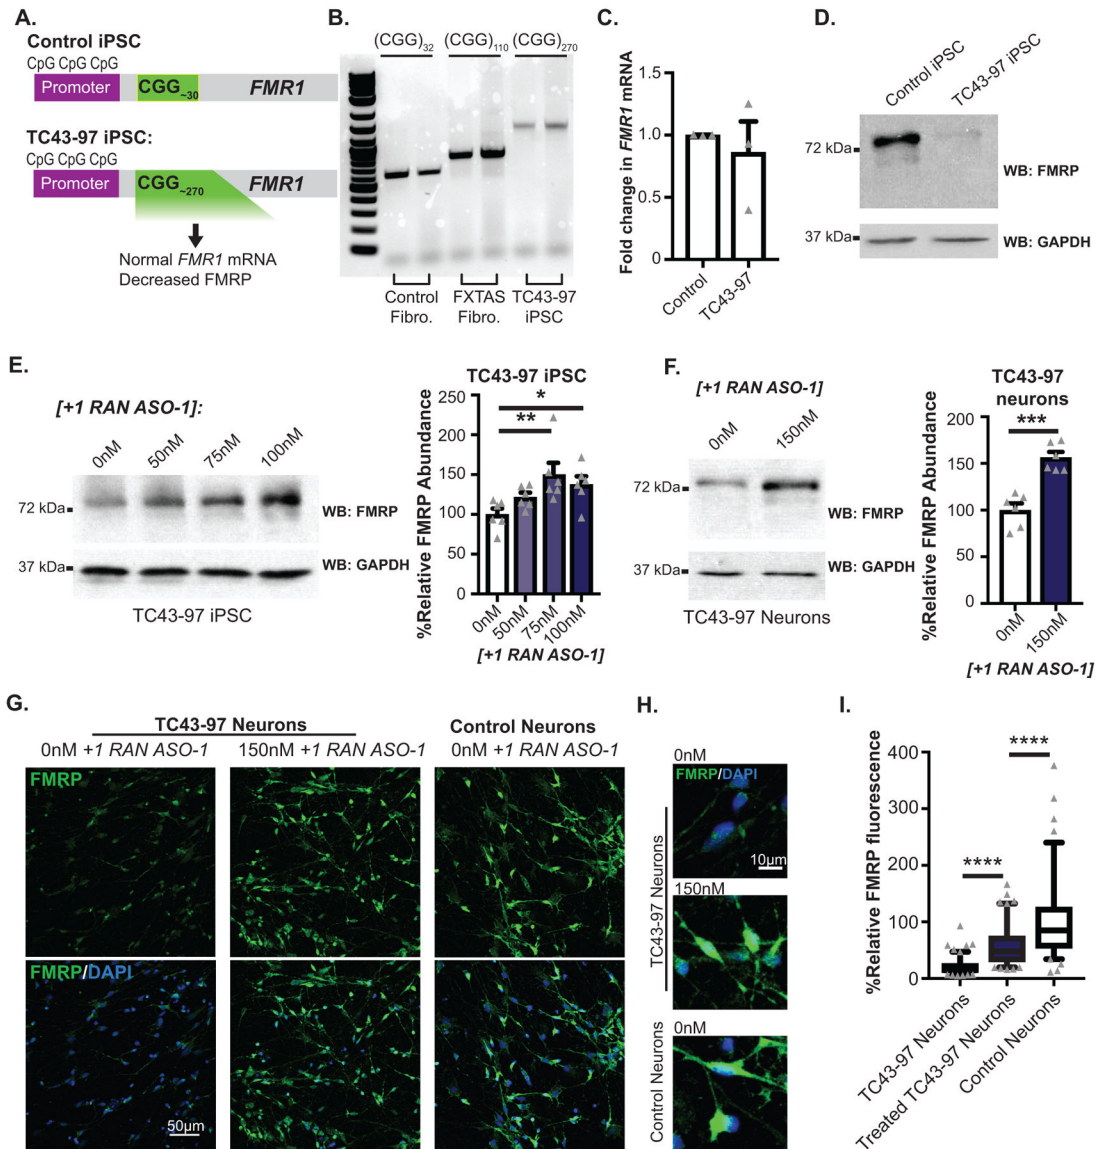 A.
Control iPSC
CpG CpG CpG
Promoter CGG~30 FMR1
TC43-97 iPSC:
CpG CpG CpG
Promoter CGG~270 FMR1
Normal FMR1 mRNA
Decreased FMRP
B.
(CGG)32 (CGG)110 (CGG)270
Control Fibro.
FXTAS Fibro.
TC43-97 iPSC
C.
Fold change in FMR1 mRNA
1.5
1.0
0.5
0
Control
TC43-97
D.
Control iPSC
TC43-97 iPSC
72 kDa
WB: FMRP
37 kDa
WB: GAPDH
E.
[+1 RAN ASO-1]:
0nM 50nM 75nM 100nM
72 kDa
WB: FMRP
37 kDa
WB: GAPDH
TC43-97 iPSC
TC43-97 iPSC
%Relative FMRP Abundance
250
200
150
100
50
0
*
**
0nM 50nM 75nM 100nM
[+1 RAN ASO-1]
F.
[+1 RAN ASO-1]
0nM 150nM
72 kDa
WB: FMRP
37 kDa
WB: GAPDH
TC43-97 Neurons
TC43-97
neurons
%Relative FMRP Abundance
200
150
100
50
0
***
0nM 150nM
[+1 RAN ASO-1]
G.
TC43-97 Neurons
Control Neurons
0nM +1 RAN ASO-1
150nM +1 RAN ASO-1
0nM +1 RAN ASO-1
FMRP
FMRP/DAPI
50µm
H.
0nM
FMRP/DAPI
10µm
150nM
TC43-97 Neurons
0nM
Control Neurons
I.
%Relative FMRP fluorescence
400
300
200
100
0
****
****
TC43-97 Neurons
Treated TC43-97 Neurons
Control Neurons